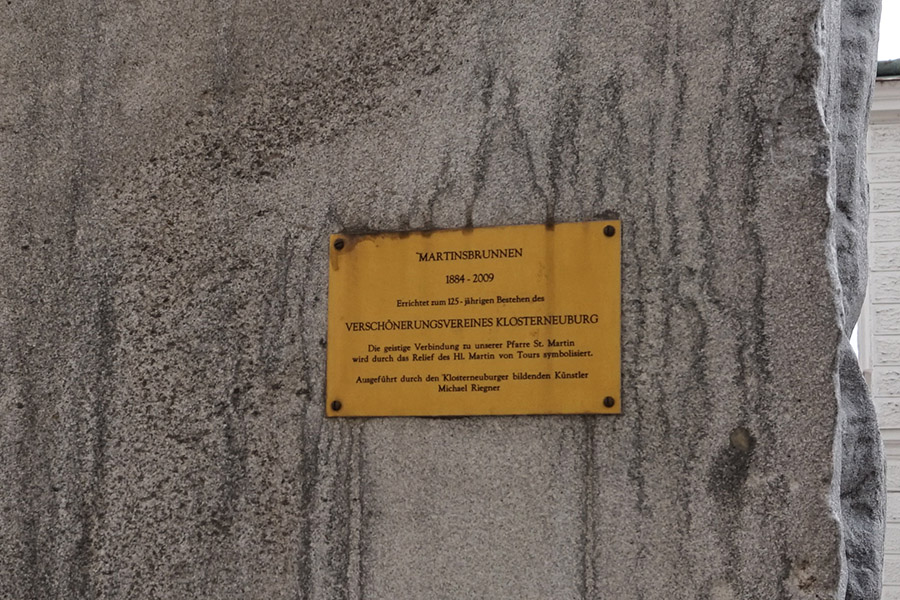 MARTINSBRUNNEN
1884 - 2009
Errichtet zum 125 - jährigen Bestehen des
VERSCHÖNERUNGSVEREINES KLOSTERNEUBURG
Die geistige Verbindung zu unserer Pfarre St. Martin
wird durch das Relief des Hl. Martin von Tours symbolisiert.
Ausgeführt durch den Klosterneuburger bildenden Künstler
Michael Riegner